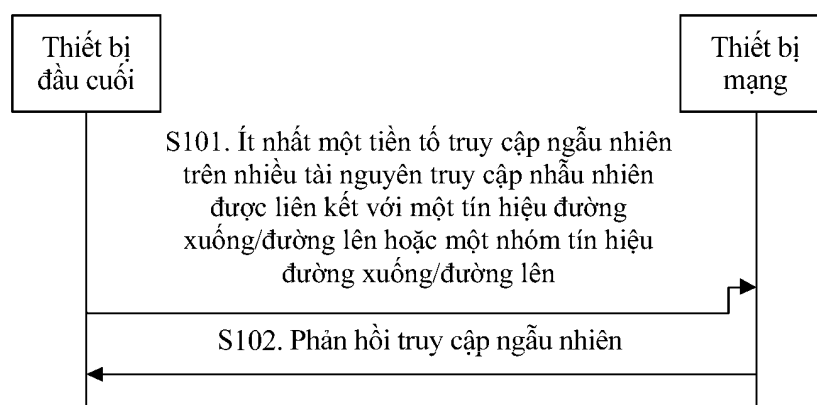 Thiết bị
đầu cuối
Thiết bị
mạng
S101. Ít nhất một tiền tố truy cập ngẫu nhiên
trên nhiều tài nguyên truy cập nhẫu nhiên
được liên kết với một tín hiệu đường
xuống/đường lên hoặc một nhóm tín hiệu
đường xuống/đường lên
S102. Phản hồi truy cập ngẫu nhiên